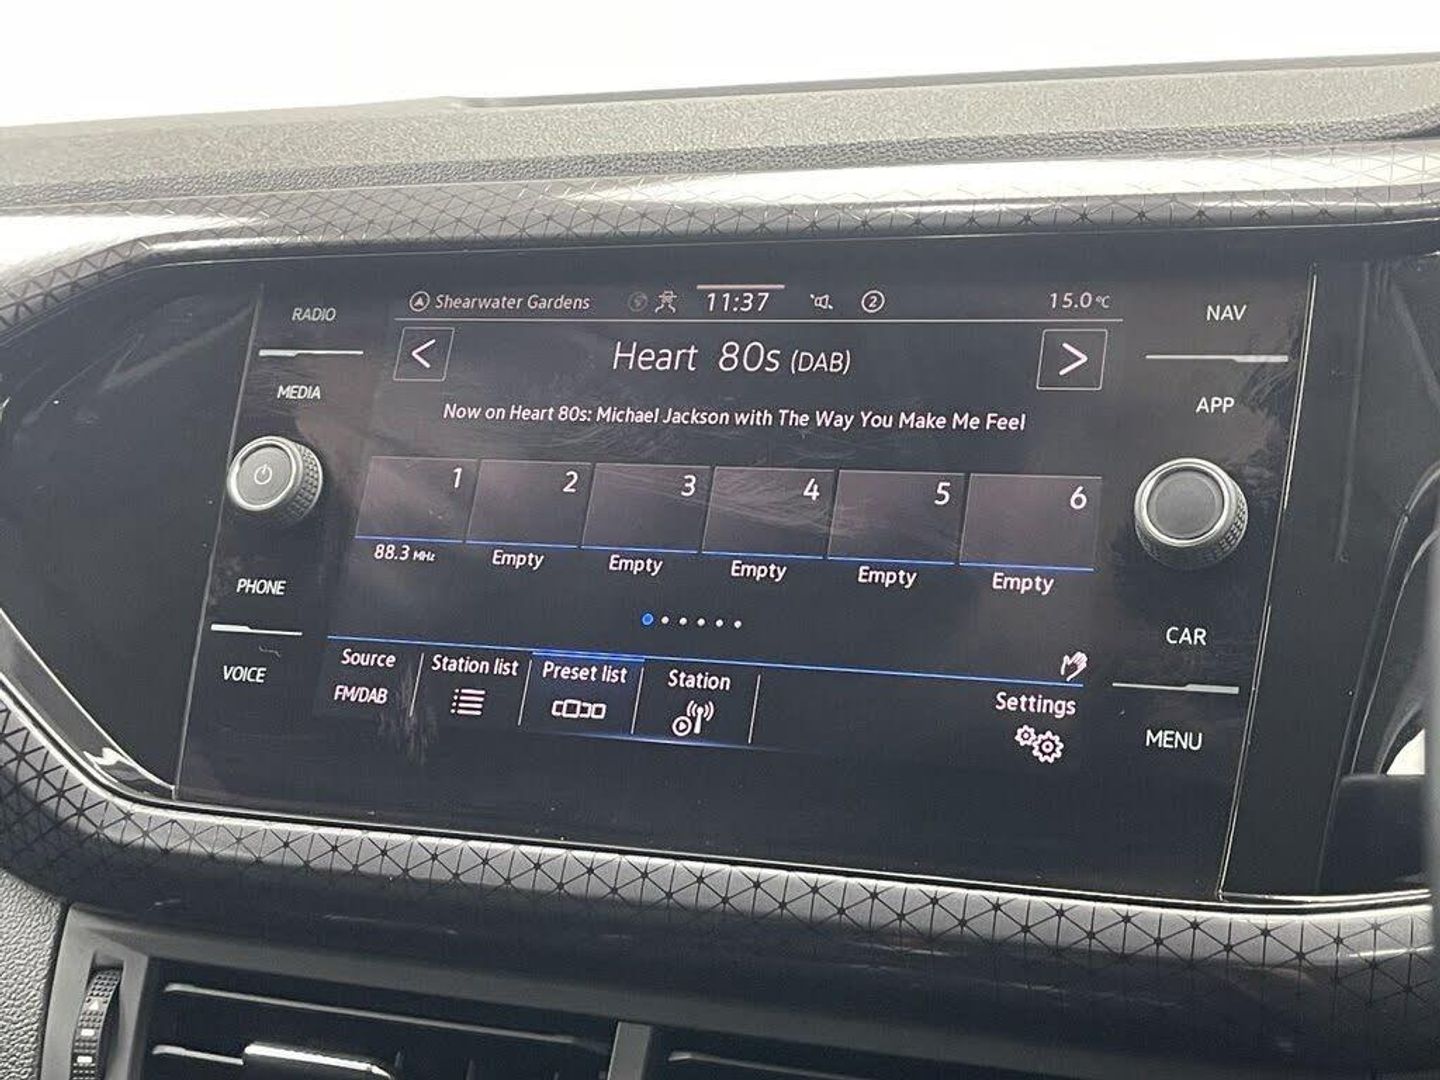 RADIO
MEDIA
PHONE
VOICE
Shearwater Gardens 11:37 2 15.0 °C
< Heart 80s (DAB) >
Now on Heart 80s: Michael Jackson with The Way You Make Me Feel
1 2 3 4 5 6
88.3 MHz Empty Empty Empty Empty Empty
Source Station list Preset list Station Settings
FM/DAB
NAV
APP
CAR
MENU